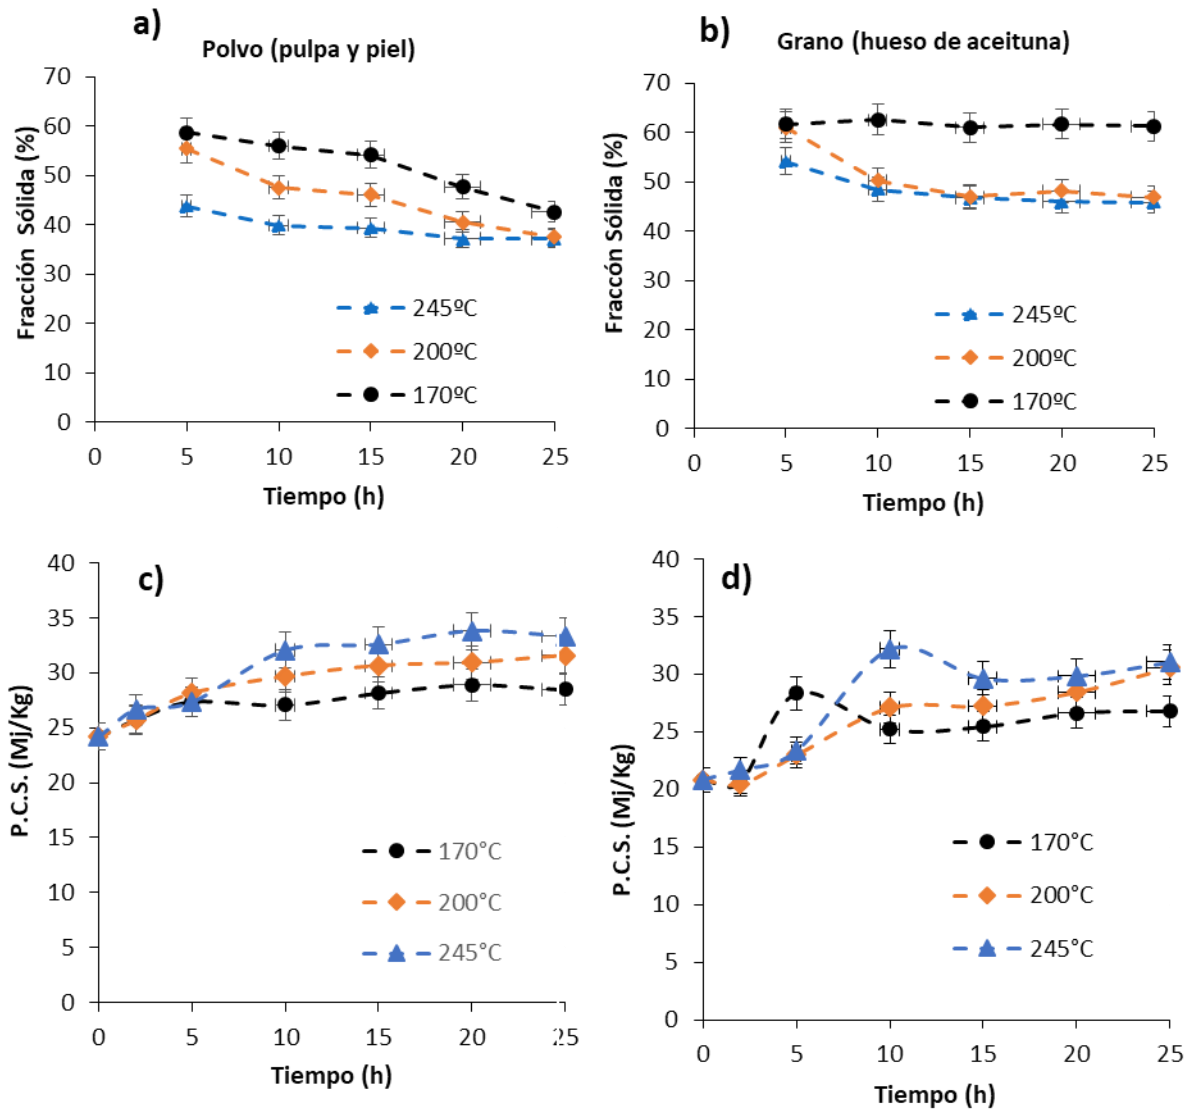 a)
Polvo (pulpa y piel)
70
60
50
40
30
20
10
0
Fracción Sólida (%)
245ºC
200ºC
170ºC
0 5 10 15 20 25
Tiempo (h)
b)
Grano (hueso de aceituna)
70
60
50
40
30
20
10
0
Fraccón Sólida (%)
245ºC
200ºC
170ºC
0 5 10 15 20 25
Tiempo (h)
c)
40
35
30
25
20
15
10
5
0
P.C.S. (Mj/Kg)
170°C
200°C
245°C
0 5 10 15 20 25
Tiempo (h)
d)
40
35
30
25
20
15
10
5
0
P.C.S. (Mj/Kg)
170°C
200°C
245°C
0 5 10 15 20 25
Tiempo (h)